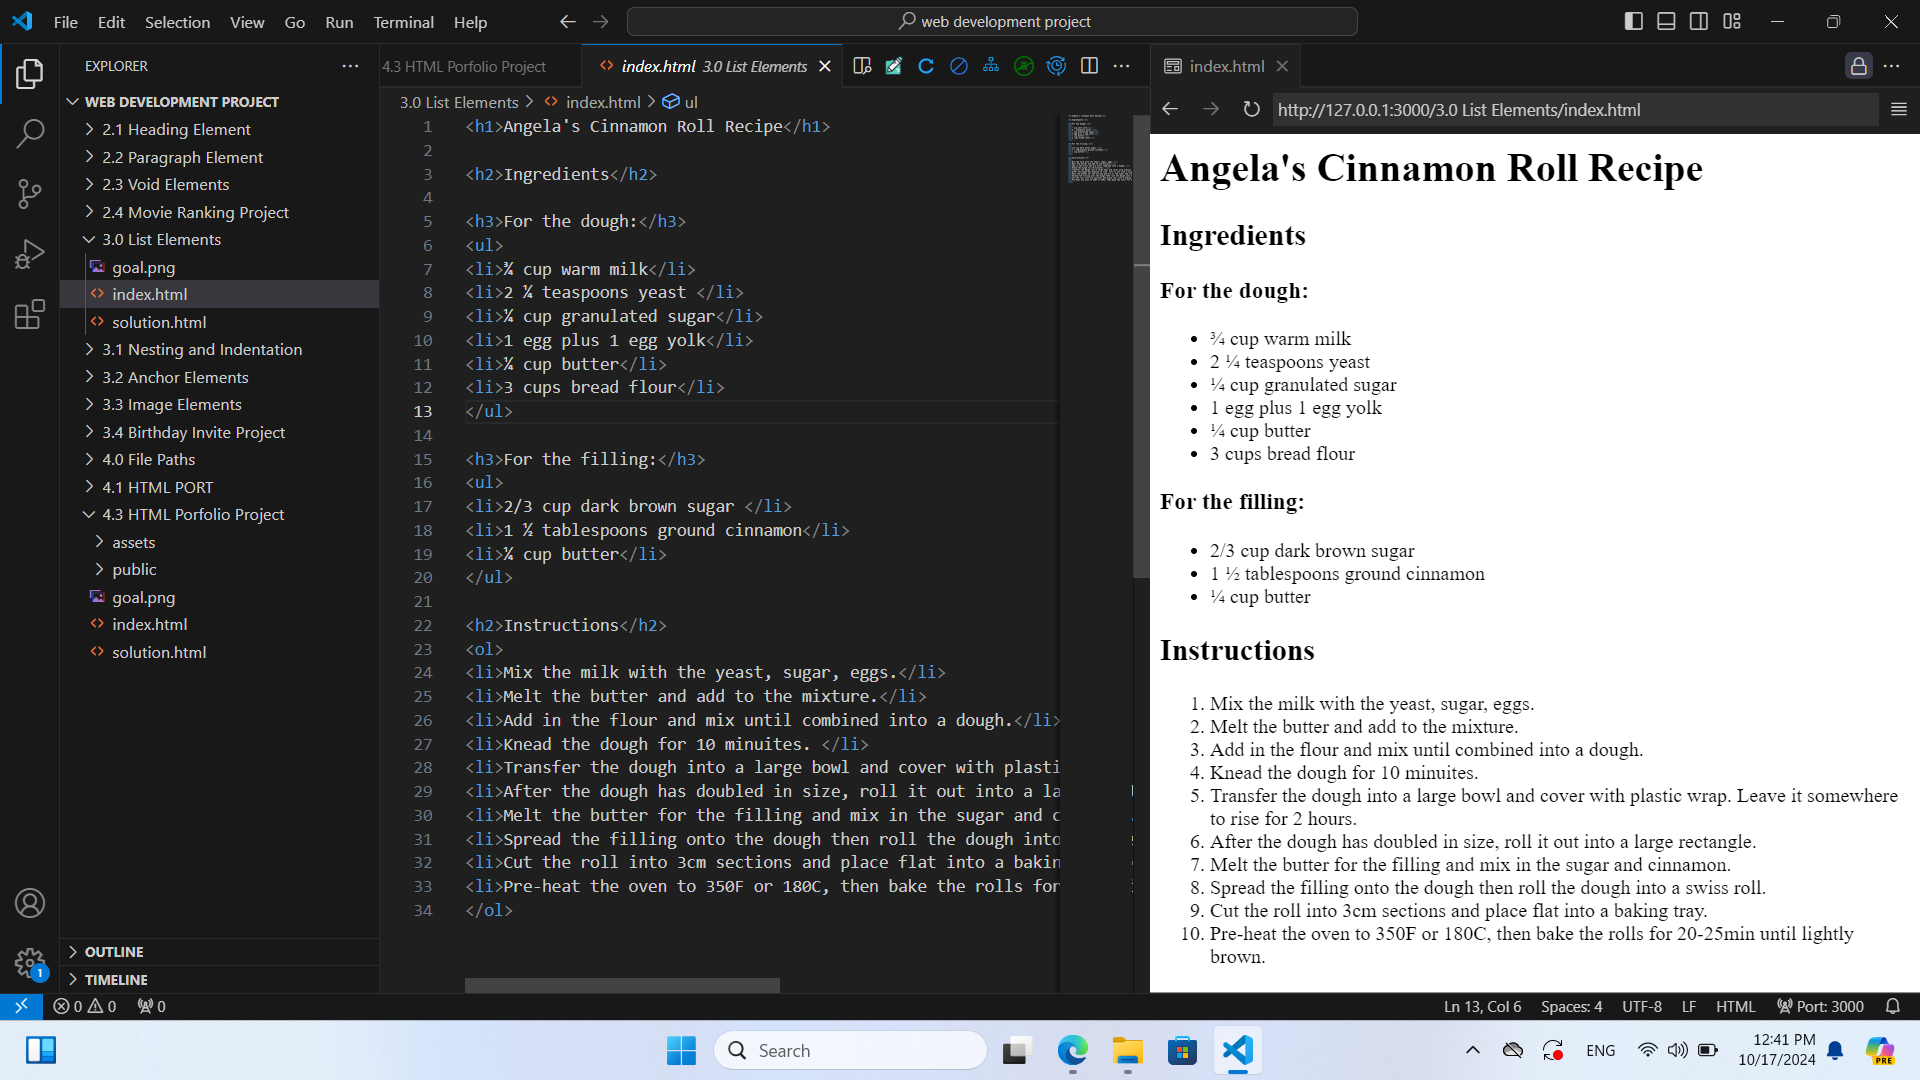 File Edit Selection View Go Run Terminal Help
web development project
EXPLORER
WEB DEVELOPMENT PROJECT
2.1 Heading Element
2.2 Paragraph Element
2.3 Void Elements
2.4 Movie Ranking Project
3.0 List Elements
goal.png
index.html
solution.html
3.1 Nesting and Indentation
3.2 Anchor Elements
3.3 Image Elements
3.4 Birthday Invite Project
4.0 File Paths
4.1 HTML PORT
4.3 HTML Porfolio Project
assets
public
goal.png
index.html
solution.html
OUTLINE
TIMELINE
4.3 HTML Porfolio Project
index.html 3.0 List Elements
3.0 List Elements > index.html > ul
1 <h1>Angela's Cinnamon Roll Recipe</h1>
2
3 <h2>Ingredients</h2>
4
5 <h3>For the dough:</h3>
6 <ul>
7 <li>¾ cup warm milk</li>
8 <li>2 ¼ teaspoons yeast </li>
9 <li>¼ cup granulated sugar</li>
10 <li>1 egg plus 1 egg yolk</li>
11 <li>¼ cup butter</li>
12 <li>3 cups bread flour</li>
13 </ul>
14
15 <h3>For the filling:</h3>
16 <ul>
17 <li>2/3 cup dark brown sugar </li>
18 <li>1 ½ tablespoons ground cinnamon</li>
19 <li>¼ cup butter</li>
20 </ul>
21
22 <h2>Instructions</h2>
23 <ol>
24 <li>Mix the milk with the yeast, sugar, eggs.</li>
25 <li>Melt the butter and add to the mixture.</li>
26 <li>Add in the flour and mix until combined into a dough.</li>
27 <li>Knead the dough for 10 minuites. </li>
28 <li>Transfer the dough into a large bowl and cover with plasti
29 <li>After the dough has doubled in size, roll it out into a la
30 <li>Melt the butter for the filling and mix in the sugar and c
31 <li>Spread the filling onto the dough then roll the dough into
32 <li>Cut the roll into 3cm sections and place flat into a bakin
33 <li>Pre-heat the oven to 350F or 180C, then bake the rolls for
34 </ol>
index.html
http://127.0.0.1:3000/3.0 List Elements/index.html
Angela's Cinnamon Roll Recipe
Ingredients
For the dough:
• ¾ cup warm milk
• 2 ¼ teaspoons yeast
• ¼ cup granulated sugar
• 1 egg plus 1 egg yolk
• ¼ cup butter
• 3 cups bread flour
For the filling:
• 2/3 cup dark brown sugar
• 1 ½ tablespoons ground cinnamon
• ¼ cup butter
Instructions
1. Mix the milk with the yeast, sugar, eggs.
2. Melt the butter and add to the mixture.
3. Add in the flour and mix until combined into a dough.
4. Knead the dough for 10 minuites.
5. Transfer the dough into a large bowl and cover with plastic wrap. Leave it somewhere
to rise for 2 hours.
6. After the dough has doubled in size, roll it out into a large rectangle.
7. Melt the butter for the filling and mix in the sugar and cinnamon.
8. Spread the filling onto the dough then roll the dough into a swiss roll.
9. Cut the roll into 3cm sections and place flat into a baking tray.
10. Pre-heat the oven to 350F or 180C, then bake the rolls for 20-25min until lightly
brown.
1
0 0 0
Ln 13, Col 6 Spaces: 4 UTF-8 LF HTML Port: 3000
Search
ENG
12:41 PM
10/17/2024
PRE